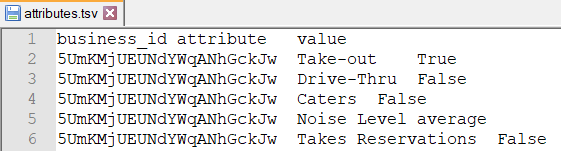 attributes.tsv
1 business_id attribute value
2 5UmKMjUEUNdYWqANhGckJw Take-out True
3 5UmKMjUEUNdYWqANhGckJw Drive-Thru False
4 5UmKMjUEUNdYWqANhGckJw Caters False
5 5UmKMjUEUNdYWqANhGckJw Noise Level average
6 5UmKMjUEUNdYWqANhGckJw Takes Reservations False